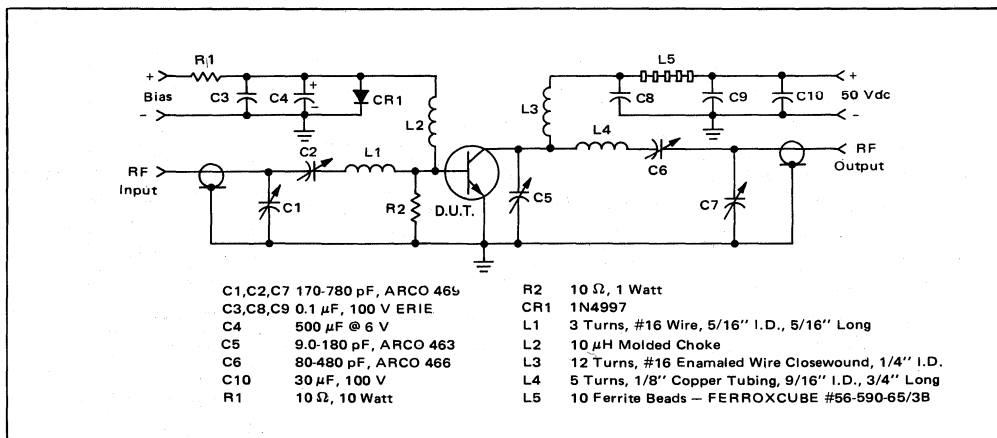 R1
L5
+
Bias
−
C3
C4
+
−
CR1
L2
L3
C8
C9
C10
+
50 Vdc
−
C2
L1
L4
C6
RF
Input
RF
Output
C1
R2
D.U.T.
C5
C7
C1,C2,C7 170-780 pF, ARCO 469
C3,C8,C9 0.1 μF, 100 V ERIE
C4 500 μF @ 6 V
C5 9.0-180 pF, ARCO 463
C6 80-480 pF, ARCO 466
C10 30 μF, 100 V
R1 10 Ω, 10 Watt
R2 10 Ω, 1 Watt
CR1 1N4997
L1 3 Turns, #16 Wire, 5/16" I.D., 5/16" Long
L2 10 μH Molded Choke
L3 12 Turns, #16 Enamaled Wire Closewound, 1/4" I.D.
L4 5 Turns, 1/8" Copper Tubing, 9/16" I.D., 3/4" Long
L5 10 Ferrite Beads — FERROXCUBE #56-590-65/3B